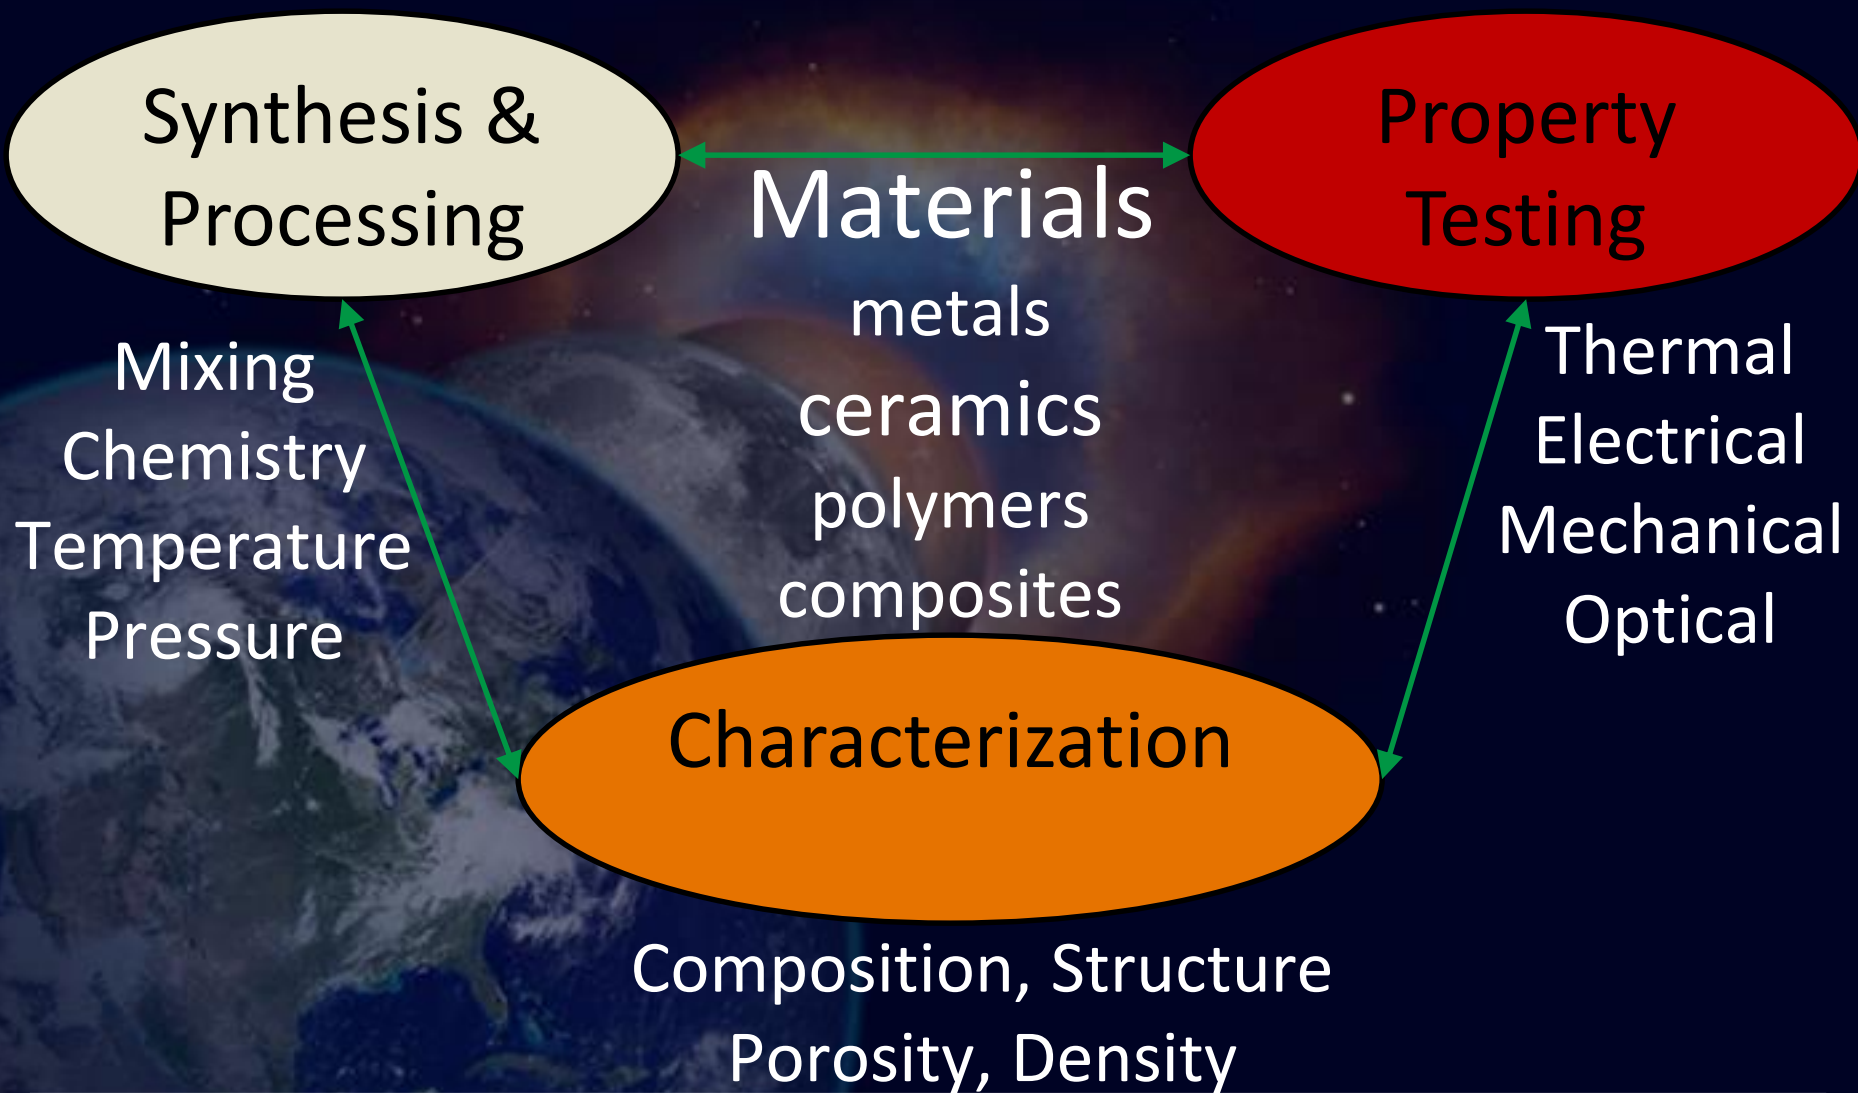 Synthesis &
Processing
Property
Testing
Materials
metals
ceramics
polymers
composites
Mixing
Chemistry
Temperature
Pressure
Thermal
Electrical
Mechanical
Optical
Characterization
Composition, Structure
Porosity, Density